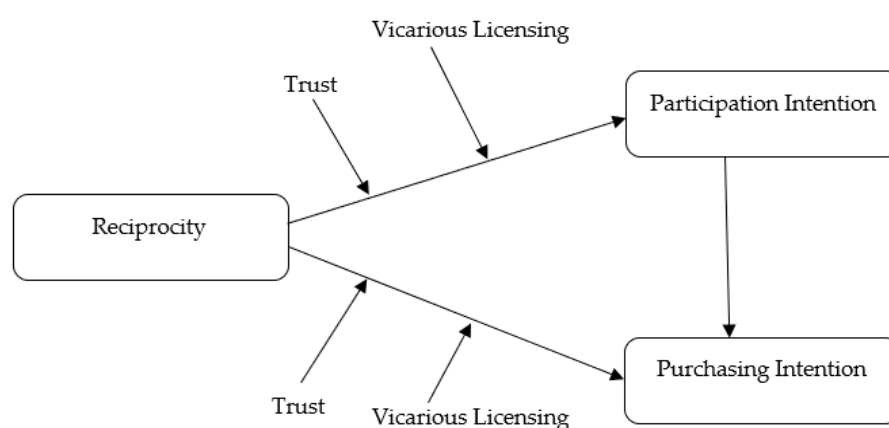 Vicarious Licensing
Trust
Participation Intention
Reciprocity
Purchasing Intention
Trust
Vicarious Licensing